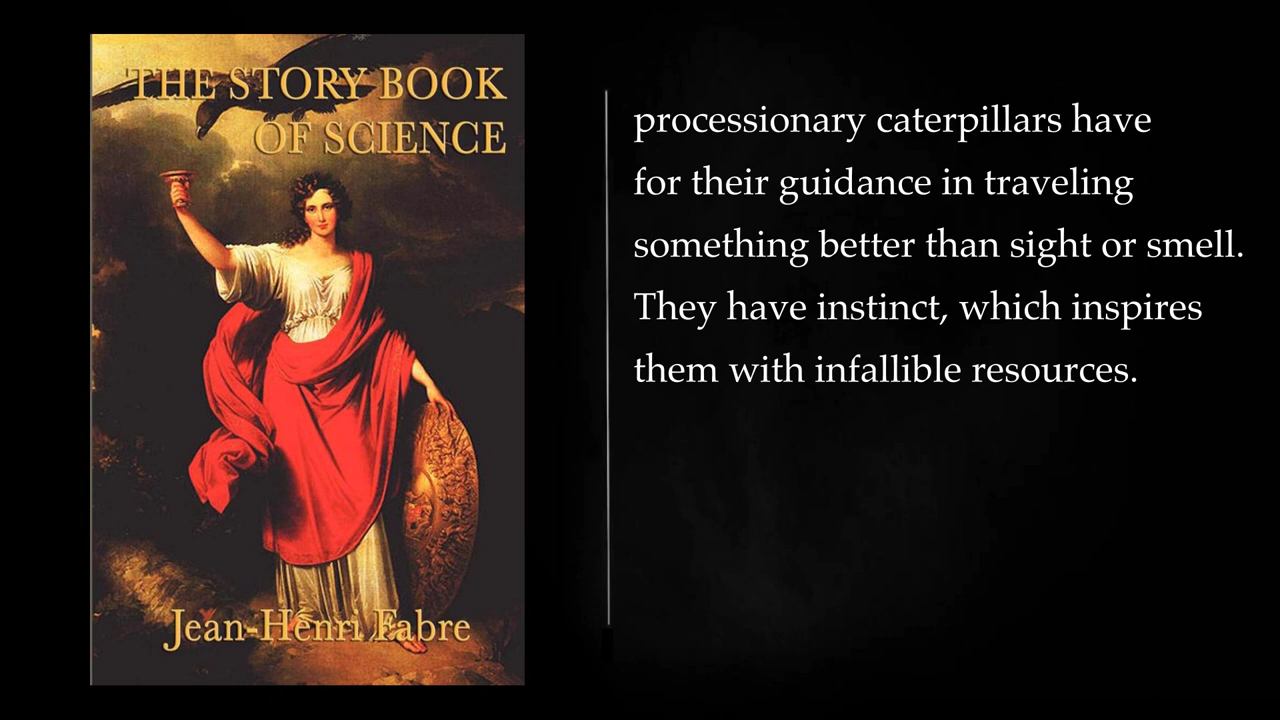 THE STORY BOOK
OF SCIENCE
Jean-Henri Fabre
processionary caterpillars have
for their guidance in traveling
something better than sight or smell.
They have instinct, which inspires
them with infallible resources.